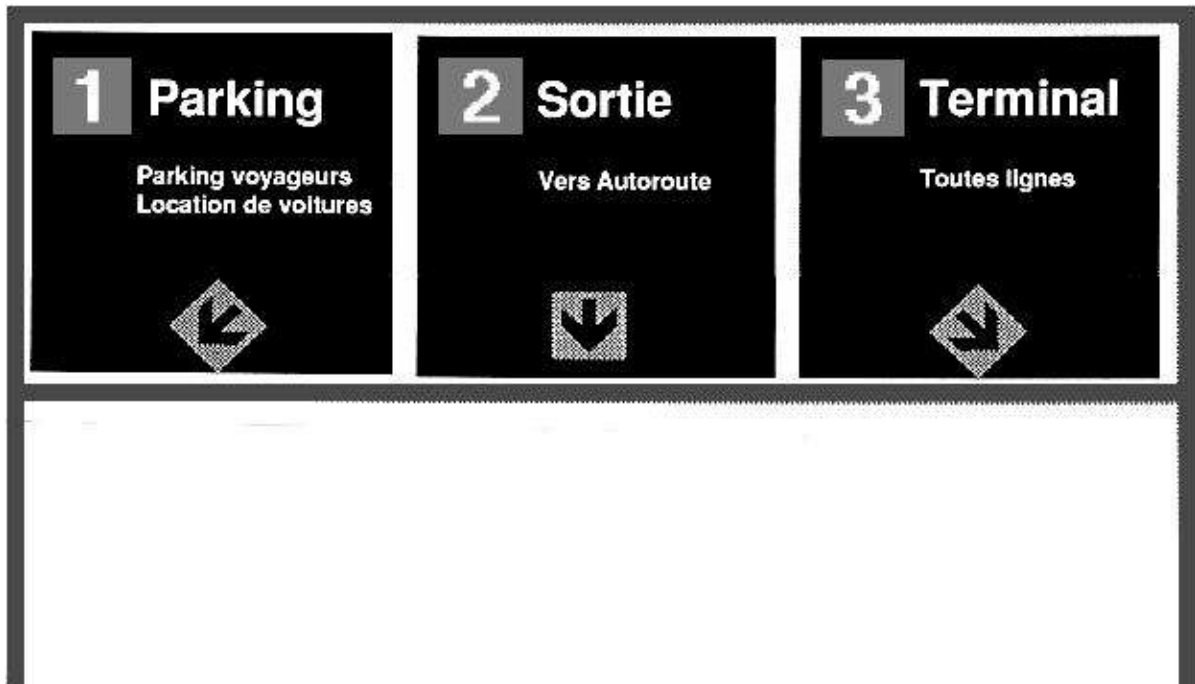 1 Parking
Parking voyageurs
Location de voitures
2 Sortie
Vers Autoroute
3 Terminal
Toutes lignes